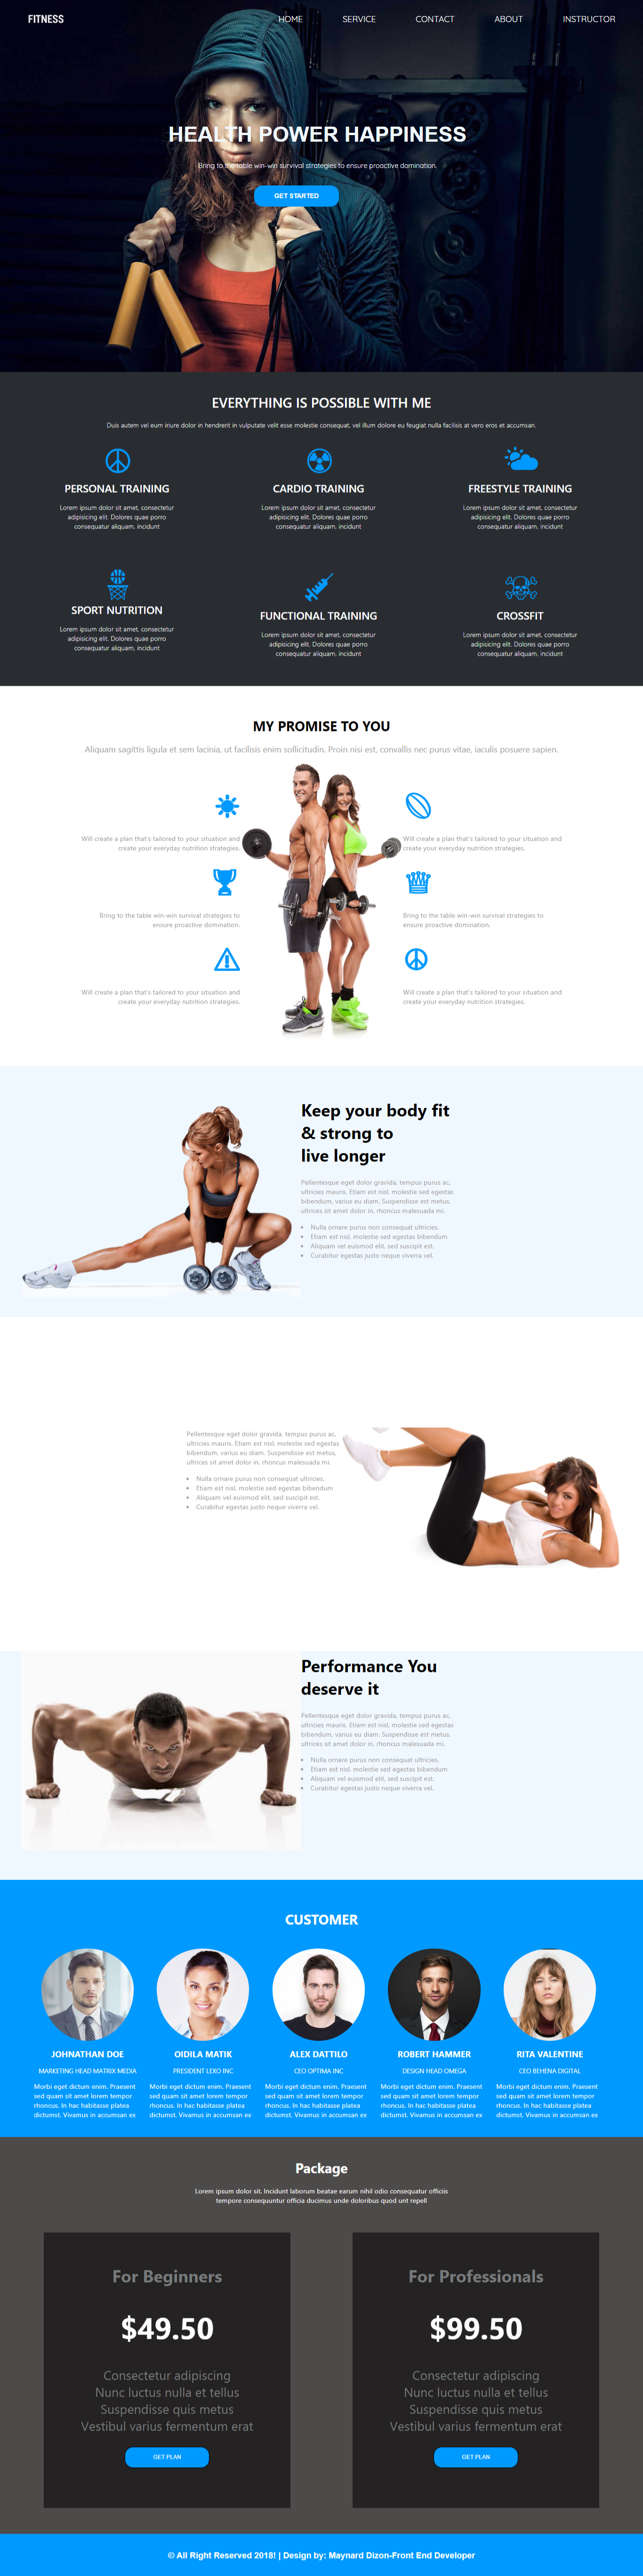 FITNESS
HOME SERVICE CONTACT ABOUT INSTRUCTOR
HEALTH POWER HAPPINESS
Bring to the table win-win survival strategies to ensure proactive domination.
GET STARTED
EVERYTHING IS POSSIBLE WITH ME
Duis autem vel eum iriure dolor in hendrerit in vulputate velit esse molestie consequat, vel illum dolore eu feugiat nulla facilisis at vero eros et accumsan.
PERSONAL TRAINING
Lorem ipsum dolor sit amet, consectetur
adipisicing elit. Dolores quae porro
consequatur aliquam, incidunt
CARDIO TRAINING
Lorem ipsum dolor sit amet, consectetur
adipisicing elit. Dolores quae porro
consequatur aliquam, incidunt
FREESTYLE TRAINING
Lorem ipsum dolor sit amet, consectetur
adipisicing elit. Dolores quae porro
consequatur aliquam, incidunt
SPORT NUTRITION
Lorem ipsum dolor sit amet, consectetur
adipisicing elit. Dolores quae porro
consequatur aliquam, incidunt
FUNCTIONAL TRAINING
Lorem ipsum dolor sit amet, consectetur
adipisicing elit. Dolores quae porro
consequatur aliquam, incidunt
CROSSFIT
Lorem ipsum dolor sit amet, consectetur
adipisicing elit. Dolores quae porro
consequatur aliquam, incidunt
MY PROMISE TO YOU
Aliquam sagittis ligula et sem lacinia, ut facilisis enim sollicitudin. Proin nisi est, convallis nec purus vitae, iaculis posuere sapien.
Will create a plan that's tailored to your situation and
create your everyday nutrition strategies.
Bring to the table win-win survival strategies to
ensure proactive domination.
Will create a plan that's tailored to your situation and
create your everyday nutrition strategies.
Will create a plan that's tailored to your situation and
create your everyday nutrition strategies.
Bring to the table win-win survival strategies to
ensure proactive domination.
Will create a plan that's tailored to your situation and
create your everyday nutrition strategies.
Keep your body fit
& strong to
live longer
Pellentesque eget dolor gravida, tempus purus ac,
ultricies mauris. Etiam est nisl, molestie sed egestas
bibendum, varius eu diam. Suspendisse est metus,
ultrices sit amet dolor in, rhoncus malesuada mi.
• Nulla ornare purus non consequat ultricies.
• Etiam est nisl, molestie sed egestas bibendum
• Aliquam vel euismod elit, sed suscipit est.
• Curabitur egestas justo neque viverra vel.
Pellentesque eget dolor gravida, tempus purus ac,
ultricies mauris. Etiam est nisl, molestie sed egestas
bibendum, varius eu diam. Suspendisse est metus,
ultrices sit amet dolor in, rhoncus malesuada mi.
• Nulla ornare purus non consequat ultricies.
• Etiam est nisl, molestie sed egestas bibendum
• Aliquam vel euismod elit, sed suscipit est.
• Curabitur egestas justo neque viverra vel.
Performance You
deserve it
Pellentesque eget dolor gravida, tempus purus ac,
ultricies mauris. Etiam est nisl, molestie sed egestas
bibendum, varius eu diam. Suspendisse est metus,
ultrices sit amet dolor in, rhoncus malesuada mi.
• Nulla ornare purus non consequat ultricies.
• Etiam est nisl, molestie sed egestas bibendum
• Aliquam vel euismod elit, sed suscipit est.
• Curabitur egestas justo neque viverra vel.
CUSTOMER
JOHNATHAN DOE
MARKETING HEAD MATRIX MEDIA
Morbi eget dictum enim. Praesent
sed quam sit amet lorem tempor
rhoncus. In hac habitasse platea
dictumst. Vivamus in accumsan ex
OIDILA MATIK
PRESIDENT LEXO INC
Morbi eget dictum enim. Praesent
sed quam sit amet lorem tempor
rhoncus. In hac habitasse platea
dictumst. Vivamus in accumsan ex
ALEX DATTILO
CEO OPTIMA INC
Morbi eget dictum enim. Praesent
sed quam sit amet lorem tempor
rhoncus. In hac habitasse platea
dictumst. Vivamus in accumsan ex
ROBERT HAMMER
DESIGN HEAD OMEGA
Morbi eget dictum enim. Praesent
sed quam sit amet lorem tempor
rhoncus. In hac habitasse platea
dictumst. Vivamus in accumsan ex
RITA VALENTINE
CEO BEHENA DIGITAL
Morbi eget dictum enim. Praesent
sed quam sit amet lorem tempor
rhoncus. In hac habitasse platea
dictumst. Vivamus in accumsan ex
Package
Lorem ipsum dolor sit. Incidunt laborum beatae earum nihil odio consequatur officiis
tempore consequuntur officia ducimus unde doloribus quod unt repell
For Beginners
$49.50
Consectetur adipiscing
Nunc luctus nulla et tellus
Suspendisse quis metus
Vestibul varius fermentum erat
GET PLAN
For Professionals
$99.50
Consectetur adipiscing
Nunc luctus nulla et tellus
Suspendisse quis metus
Vestibul varius fermentum erat
GET PLAN
© All Right Reserved 2018! | Design by: Maynard Dizon-Front End Developer